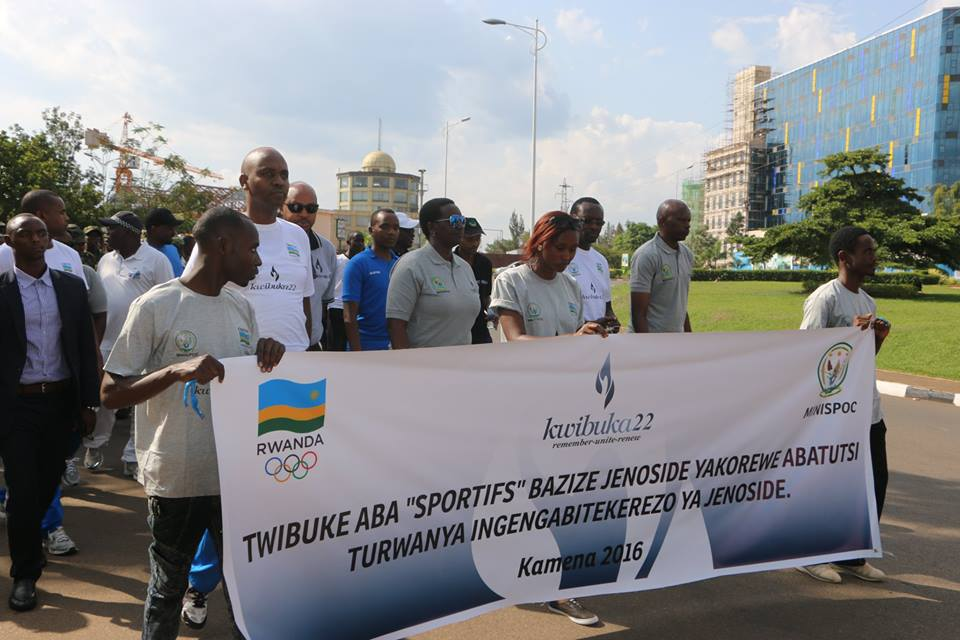 kwibuka22
RWANDA
kwibuka22
remember-unite-renew
MINISPOC
TWIBUKE ABA "SPORTIFS" BAZIZE JENOSIDE YAKOREWE ABATUTSI
TURWANYA INGENGABITEKEREZO YA JENOSIDE.
Kamena 2016